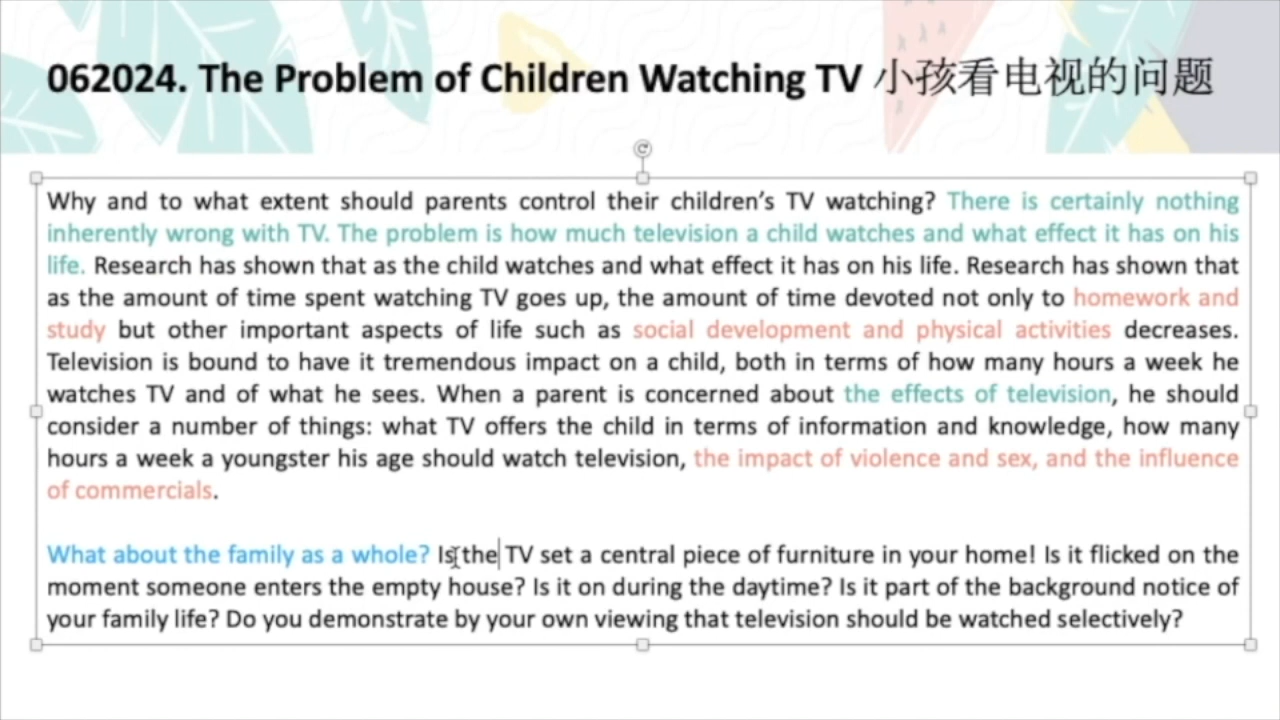 062024. The Problem of Children Watching TV 小孩看电视的问题
Why and to what extent should parents control their children's TV watching? There is certainly nothing
inherently wrong with TV. The problem is how much television a child watches and what effect it has on his
life. Research has shown that as the child watches and what effect it has on his life. Research has shown that
as the amount of time spent watching TV goes up, the amount of time devoted not only to homework and
study but other important aspects of life such as social development and physical activities decreases.
Television is bound to have it tremendous impact on a child, both in terms of how many hours a week he
watches TV and of what he sees. When a parent is concerned about the effects of television, he should
consider a number of things: what TV offers the child in terms of information and knowledge, how many
hours a week a youngster his age should watch television, the impact of violence and sex, and the influence
of commercials.
What about the family as a whole? Is the TV set a central piece of furniture in your home! Is it flicked on the
moment someone enters the empty house? Is it on during the daytime? Is it part of the background notice of
your family life? Do you demonstrate by your own viewing that television should be watched selectively?